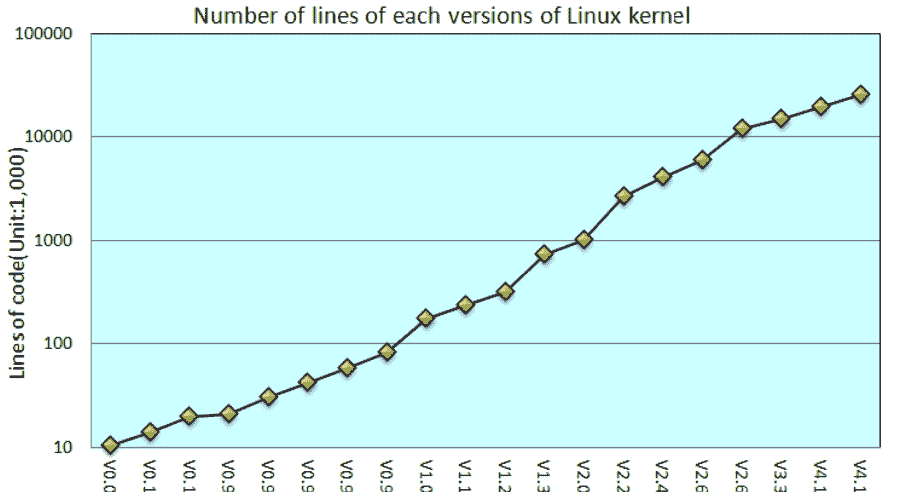 Number of lines of each versions of Linux kernel
Lines of code(Unit:1,000)
100000
10000
1000
100
10
V0.0
V0.1
V0.1
V0.9
V0.9
V0.9
V0.9
V0.9
V1.0
V1.1
V1.2
V1.3
V2.0
V2.2
V2.4
V2.6
V2.6
V3.3
V4.1
V4.1